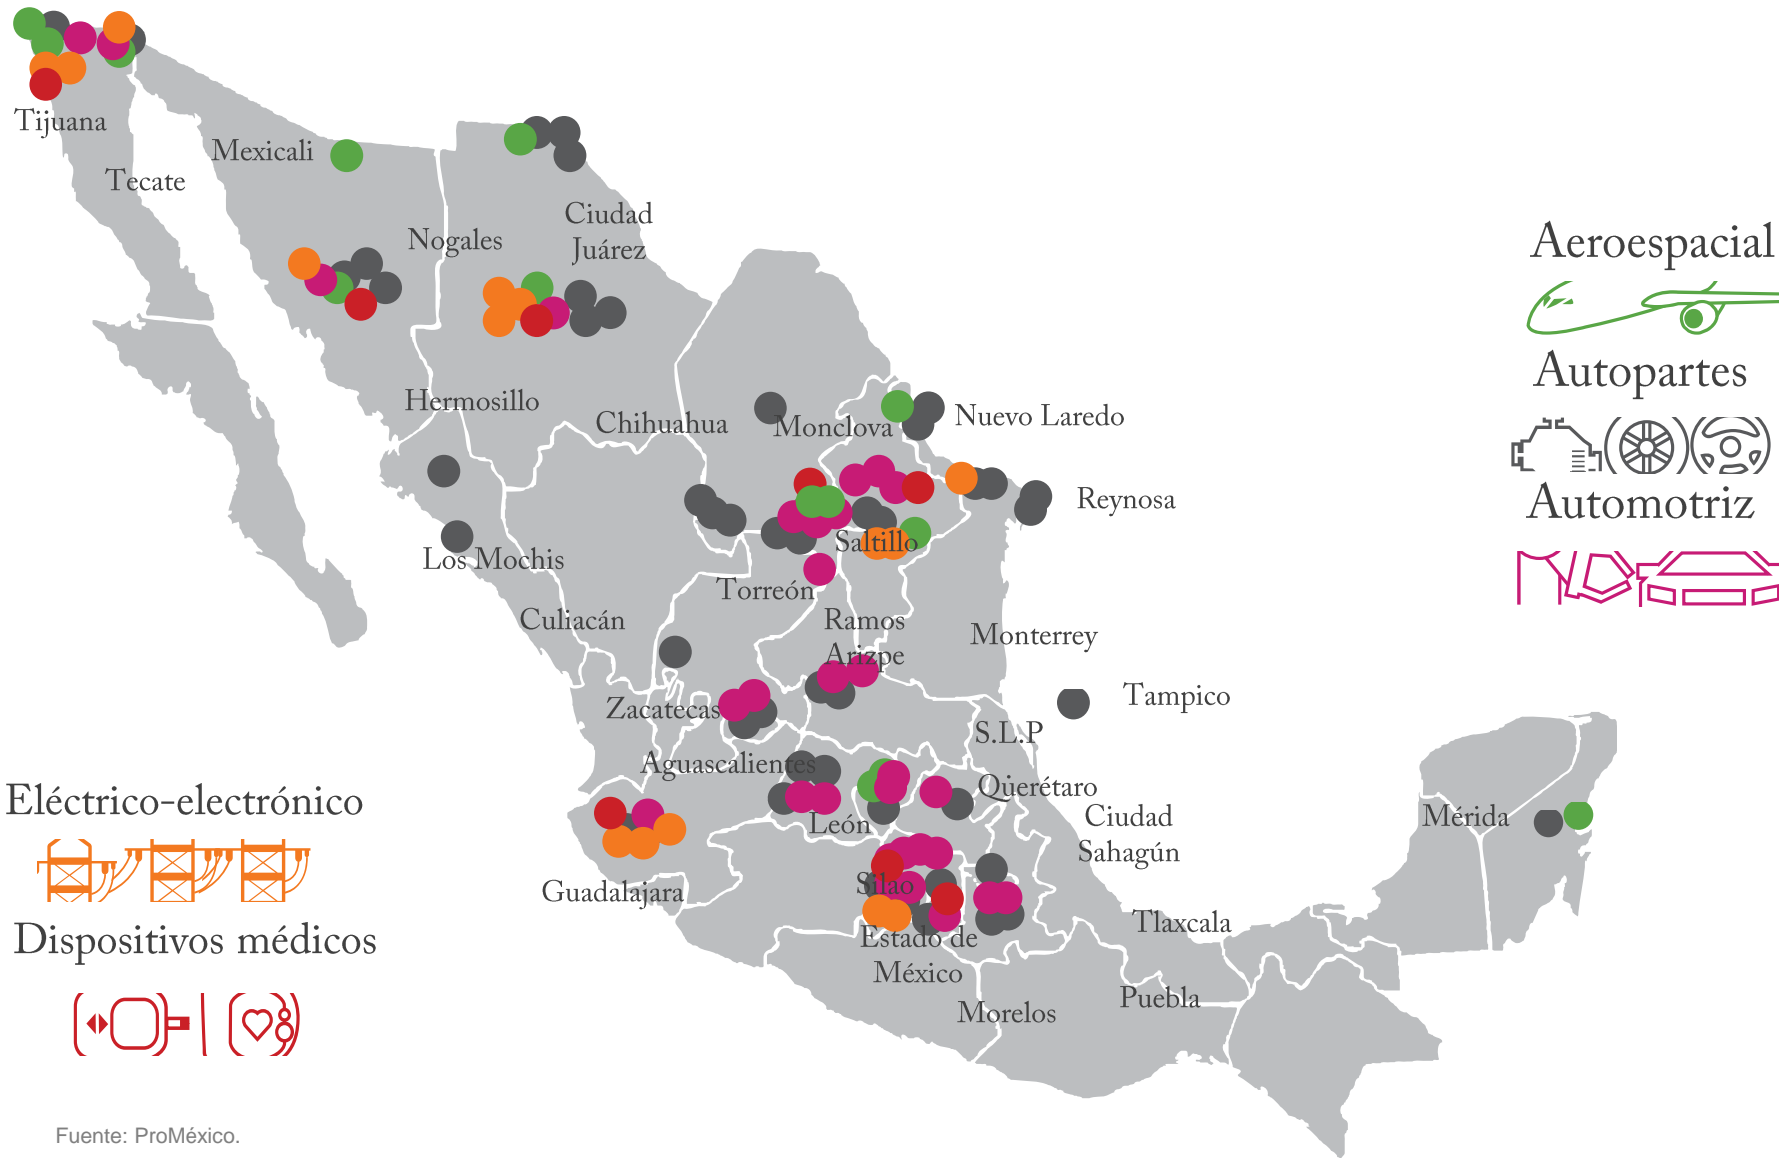 Tijuana
Mexicali
Tecate
Ciudad
Juárez
Nogales
Aeroespacial
Autopartes
Automotriz
Hermosillo
Chihuahua
Monclova
Nuevo Laredo
Reynosa
Saltillo
Los Mochis
Torreón
Culiacán
Ramos
Arizpe
Monterrey
Tampico
Zacatecas
S.L.P
Aguascalientes
Querétaro
Eléctrico-electrónico
León
Ciudad
Sahagún
Mérida
Guadalajara
Silao
Dispositivos médicos
Estado de
México
Tlaxcala
Puebla
Morelos
Fuente: ProMéxico.